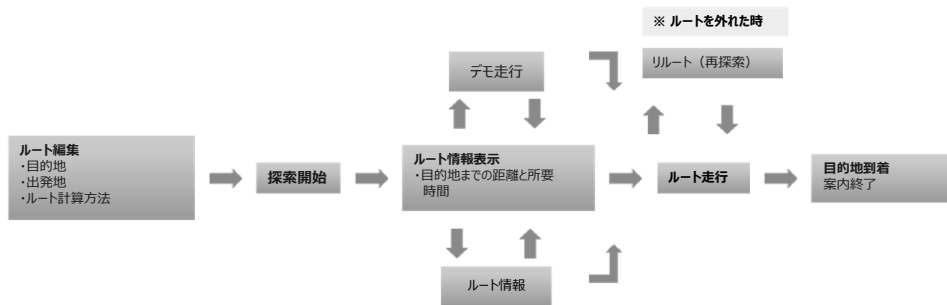 ※ ルートを外れた時
デモ走行
リルート（再探索）
ルート編集
・目的地
・出発地
・ルート計算方法
探索開始
ルート情報表示
・目的地までの距離と所要
時間
ルート走行
目的地到着
案内終了
ルート情報